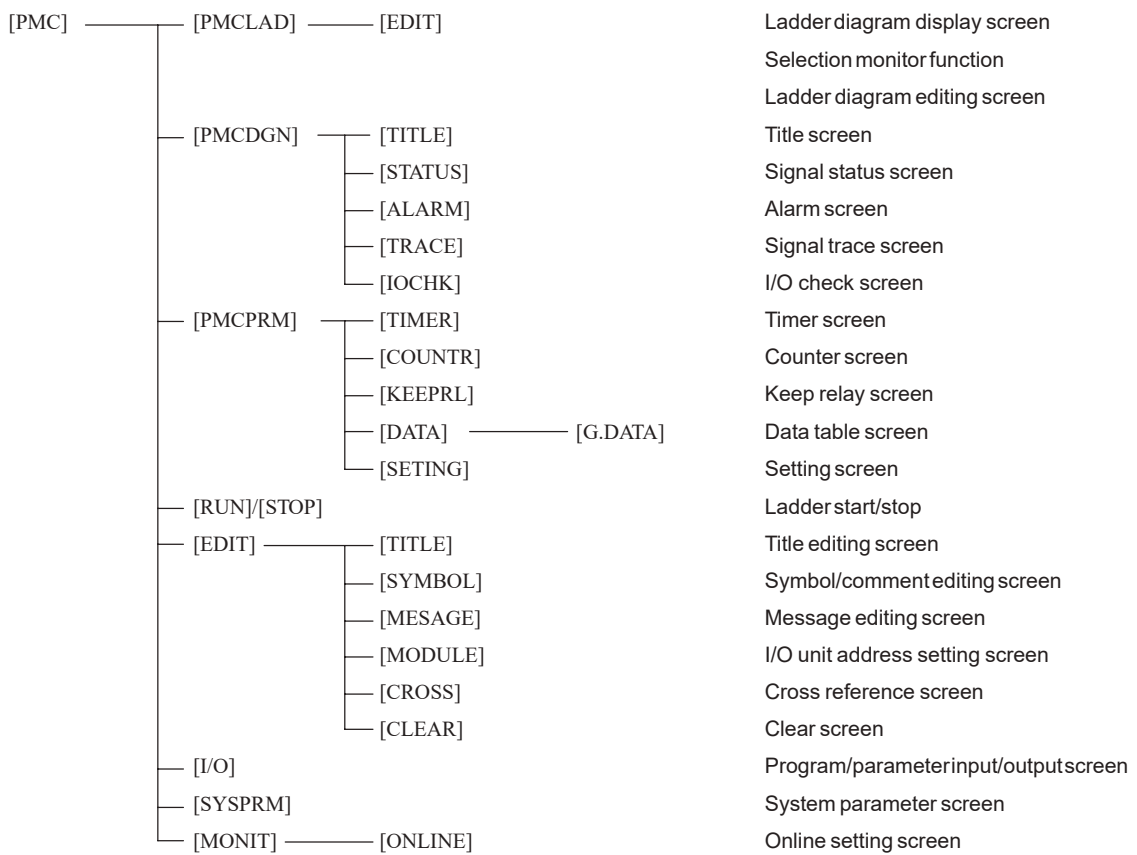 [PMC] [PMCLAD] [EDIT] Ladder diagram display screen
Selection monitor function
Ladder diagram editing screen
[PMCDGN] [TITLE] Title screen
[STATUS] Signal status screen
[ALARM] Alarm screen
[TRACE] Signal trace screen
[IOCHK] I/O check screen
[PMCPRM] [TIMER] Timer screen
[COUNTR] Counter screen
[KEEPRL] Keep relay screen
[DATA] [G.DATA] Data table screen
[SETING] Setting screen
[RUN]/[STOP] Ladder start/stop
[EDIT] [TITLE] Title editing screen
[SYMBOL] Symbol/comment editing screen
[MESAGE] Message editing screen
[MODULE] I/O unit address setting screen
[CROSS] Cross reference screen
[CLEAR] Clear screen
[I/O] Program/parameter input/output screen
[SYSPRM] System parameter screen
[MONIT] [ONLINE] Online setting screen